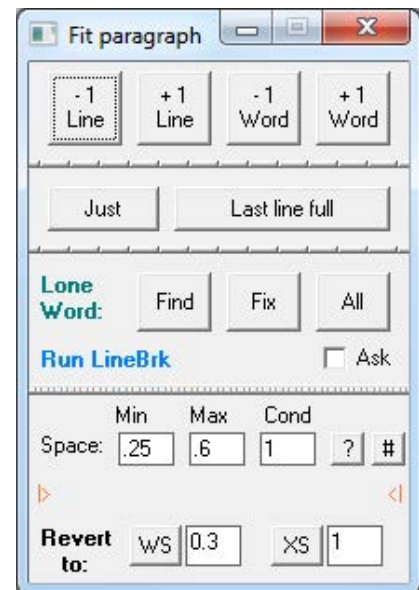 Fit paragraph
- 1 Line
+ 1 Line
- 1 Word
+ 1 Word
Just Last line full
Lone Word: Find Fix All
Run LineBrk Ask
Min Max Cond
Space: .25 .6 1 ? #
|> <|
Revert to: WS 0.3 XS 1